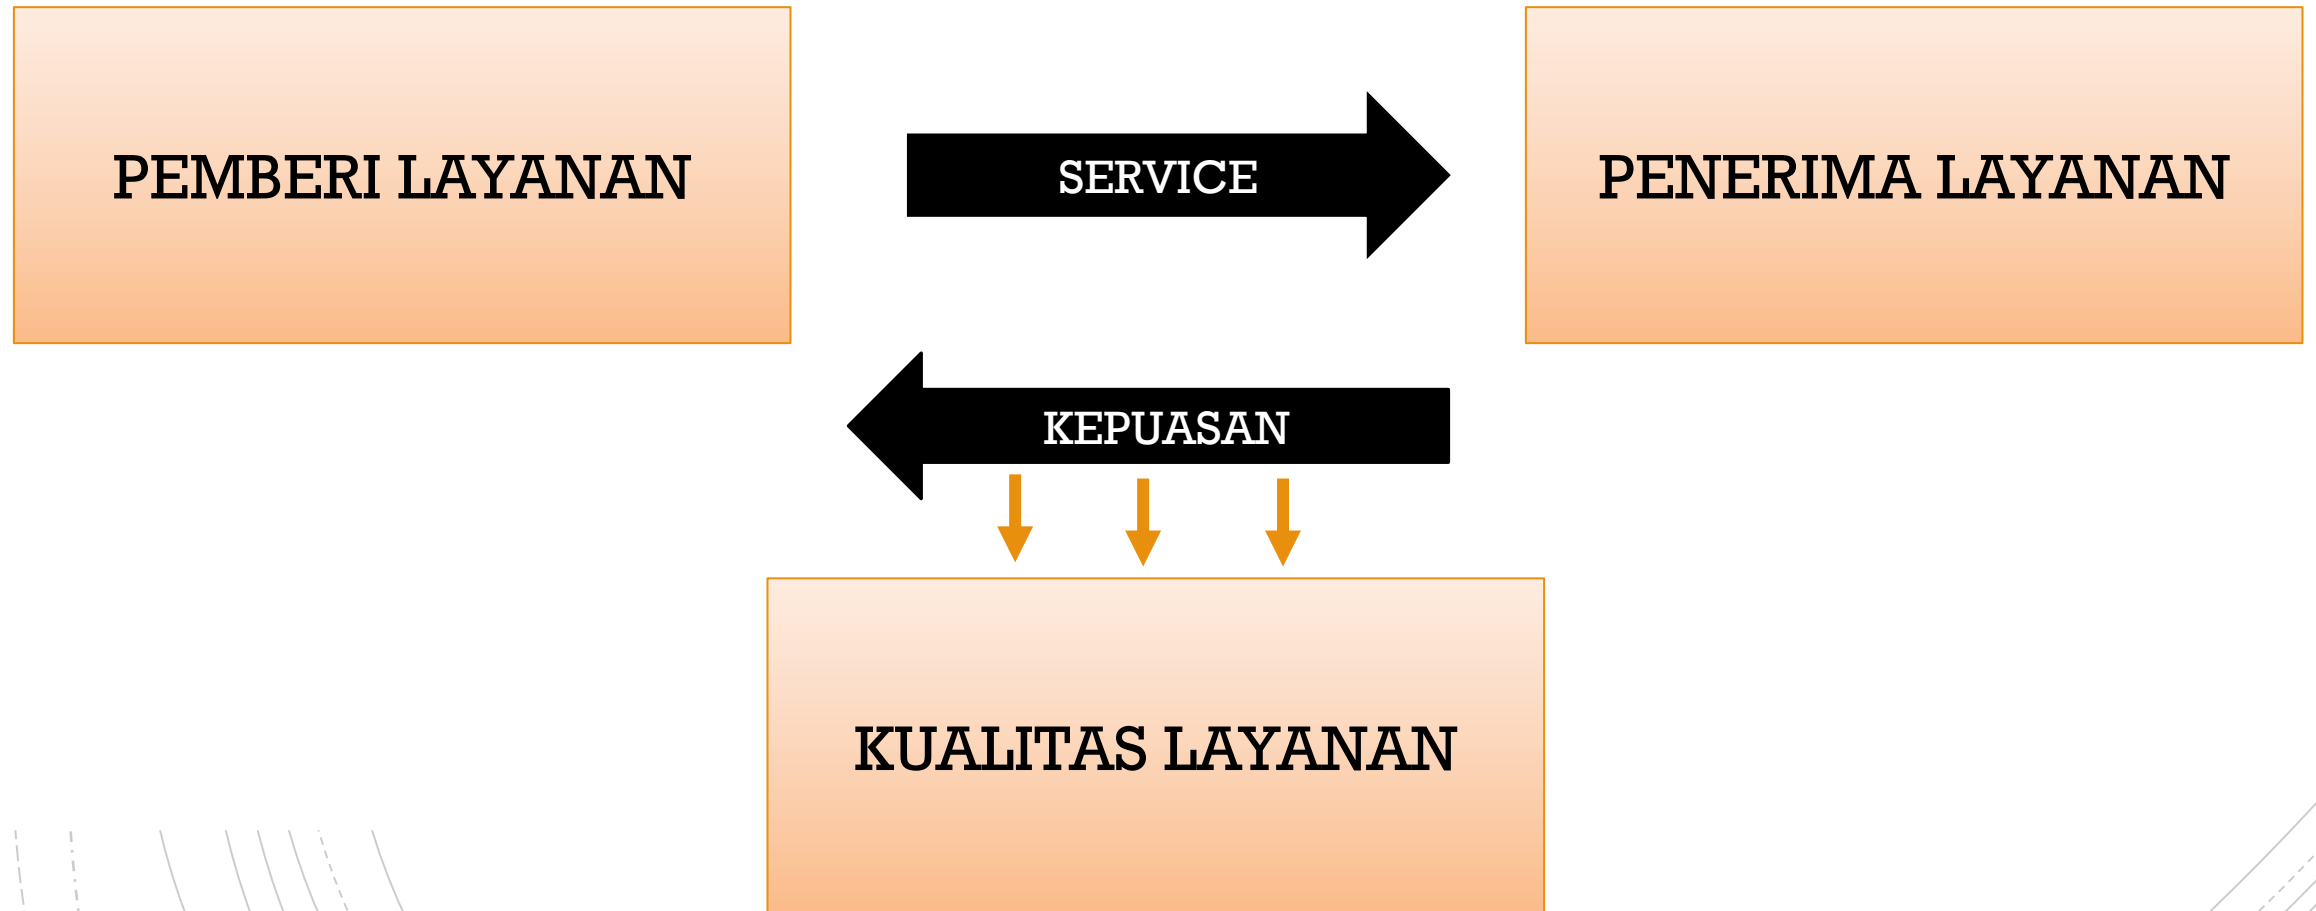 PEMBERI LAYANAN
SERVICE
PENERIMA LAYANAN
KEPUASAN
KUALITAS LAYANAN